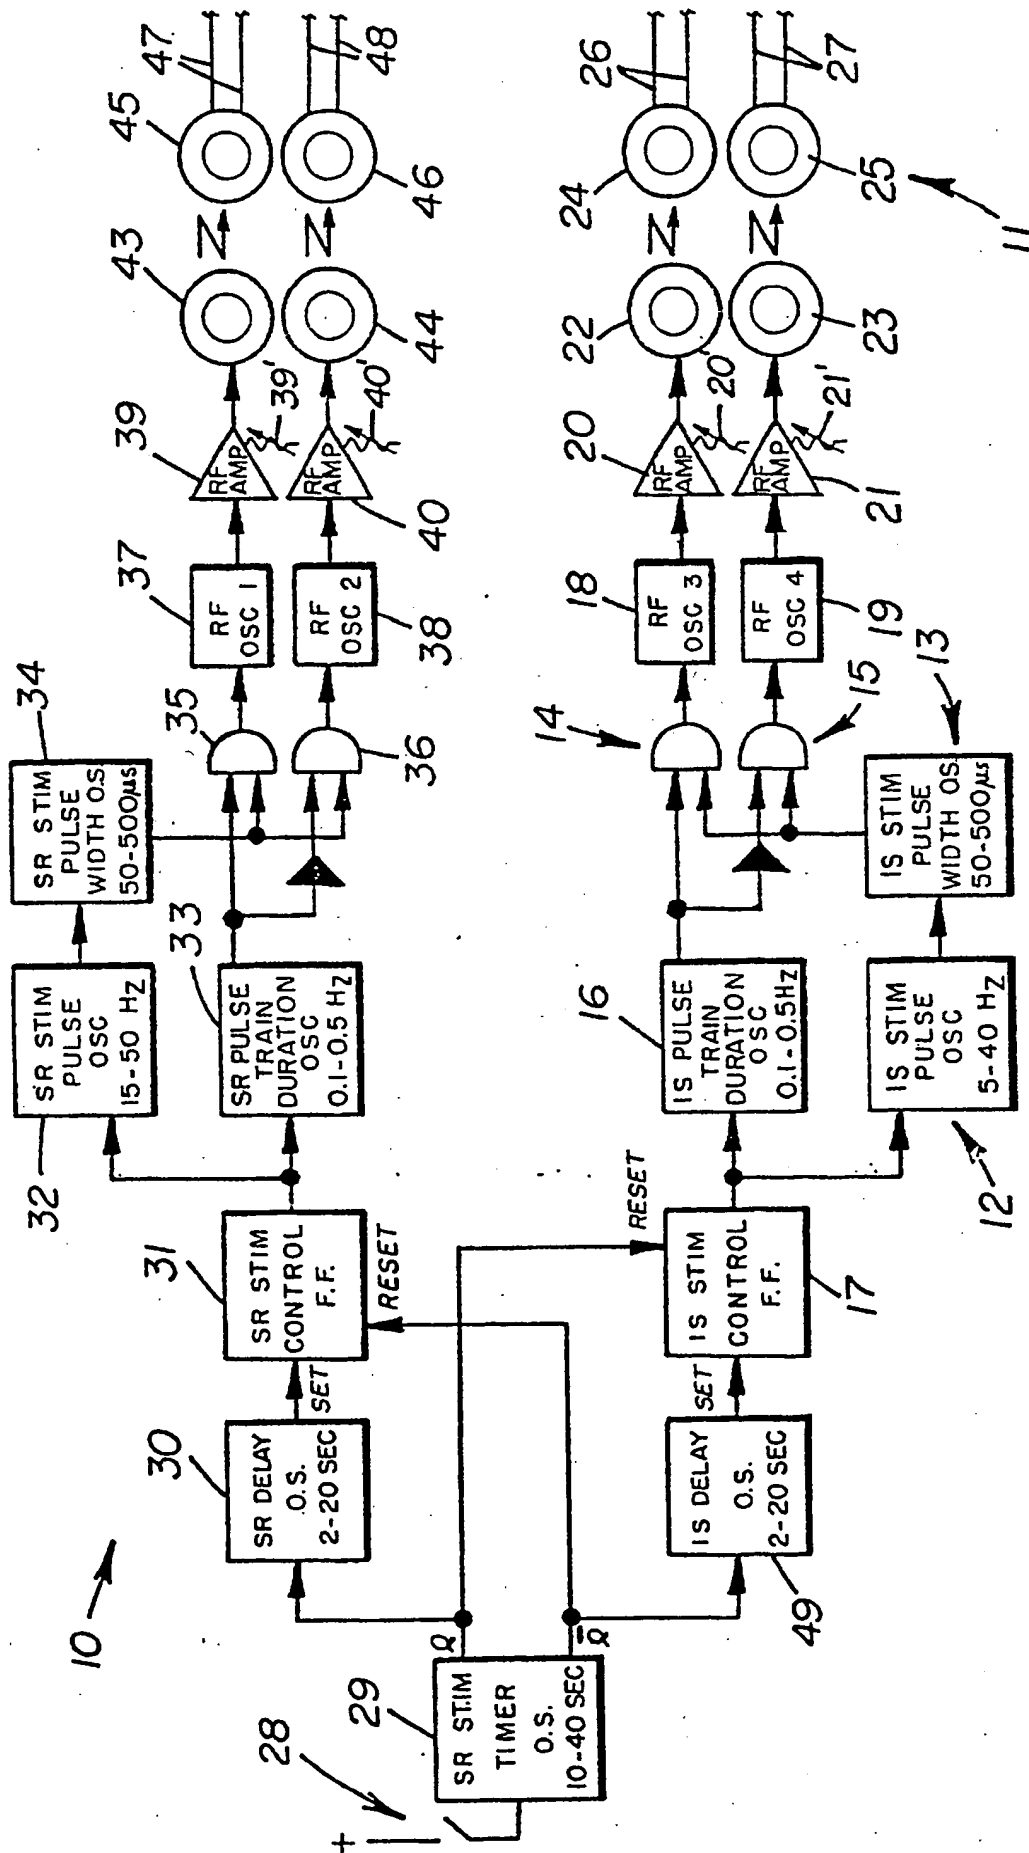 10
28
+
29
SR STIM
TIMER
O.S.
10-40 SEC
Q
Q̅
30
SR DELAY
O.S.
2-20 SEC
SET
31
SR STIM
CONTROL
F.F.
RESET
32
SR STIM
PULSE
OSC
15-50 HZ
33
SR PULSE
TRAIN
DURATION
OSC
0.1-0.5 HZ
34
SR STIM
PULSE
WIDTH O.S.
50-500μs
35
36
37
RF
OSC 1
RF
OSC 2
38
39
RF
AMP
39'
RF
AMP
40'
40
43
44
45
46
47
48
49
IS DELAY
O.S.
2-20 SEC
SET
RESET
IS STIM
CONTROL
F.F.
17
16
IS PULSE
TRAIN
DURATION
OSC
0.1-0.5HZ
IS STIM
PULSE
OSC
5-40 HZ
12
IS STIM
PULSE
WIDTH O.S.
50-500μs
13
14
15
18
RF
OSC 3
RF
OSC 4
19
20
RF
AMP
20'
RF
AMP
21'
21
22
23
24
25
26
27
11